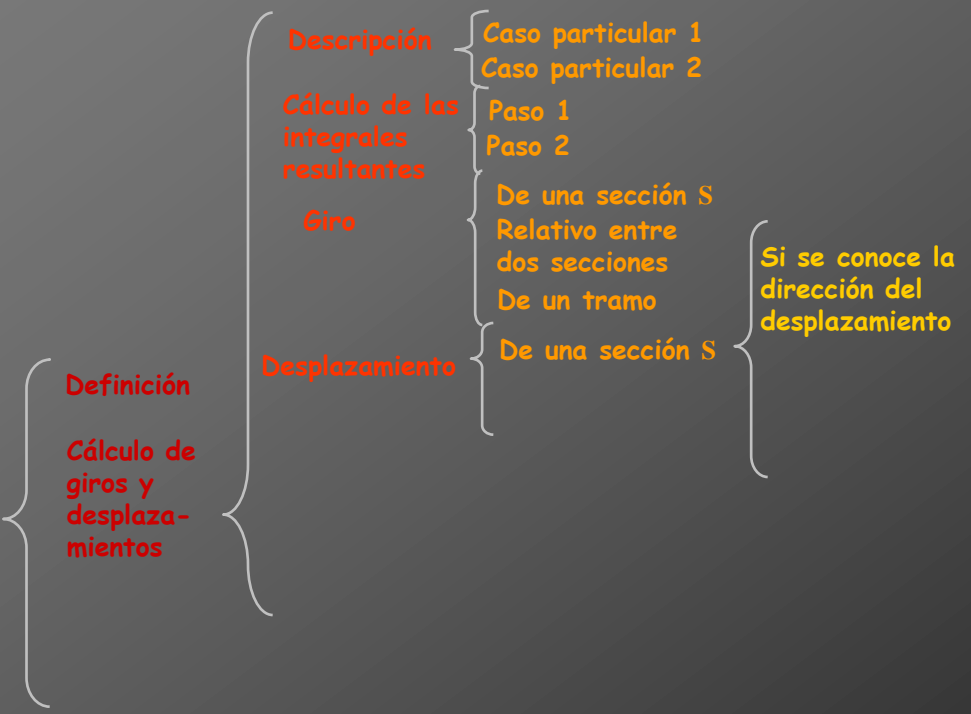 Definición
Cálculo de
giros y
desplaza-
mientos
Descripción
Caso particular 1
Caso particular 2
Cálculo de las
integrales
resultantes
Paso 1
Paso 2
Giro
De una sección S
Relativo entre
dos secciones
De un tramo
Desplazamiento
De una sección S
Si se conoce la
dirección del
desplazamiento